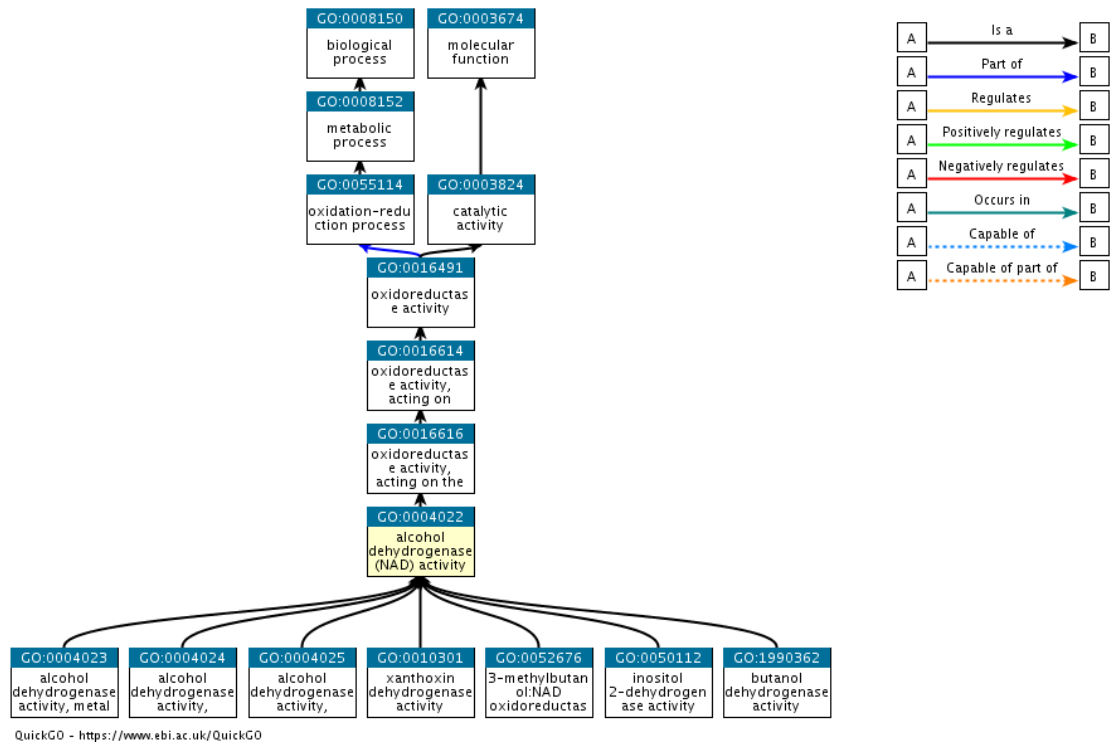 GO:0008150
biological
process
GO:0003674
molecular
function
GO:0008152
metabolic
process
GO:0055114
oxidation-redu
ction process
GO:0003824
catalytic
activity
GO:0016491
oxidoreductas
e activity
GO:0016614
oxidoreductas
e activity,
acting on
GO:0016616
oxidoreductas
e activity,
acting on the
GO:0004022
alcohol
dehydrogenase
(NAD) activity
GO:0004023
alcohol
dehydrogenase
activity, metal
GO:0004024
alcohol
dehydrogenase
activity,
GO:0004025
alcohol
dehydrogenase
activity,
GO:0010301
xanthoxin
dehydrogenase
activity
GO:0052676
3-methylbutan
ol:NAD
oxidoreductas
GO:0050112
inositol
2-dehydrogen
ase activity
GO:1990362
butanol
dehydrogenase
activity
A Is a B
A Part of B
A Regulates B
A Positively regulates B
A Negatively regulates B
A Occurs in B
A Capable of B
A Capable of part of B
QuickGO - https://www.ebi.ac.uk/QuickGO